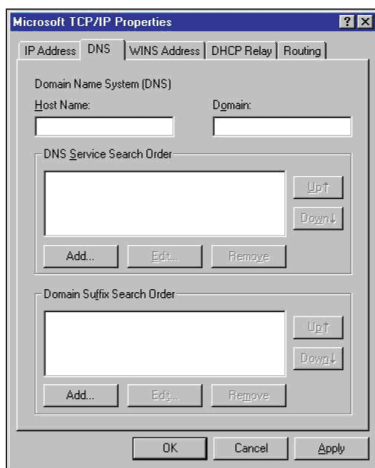 Microsoft TCP/IP Properties ? X
IP Address DNS WINS Address DHCP Relay Routing
Domain Name System (DNS)
Host Name: Domain:
DNS Service Search Order
Up↑
Down↓
Add... Edit... Remove
Domain Suffix Search Order
Up↑
Down↓
Add... Edit... Remove
OK Cancel Apply